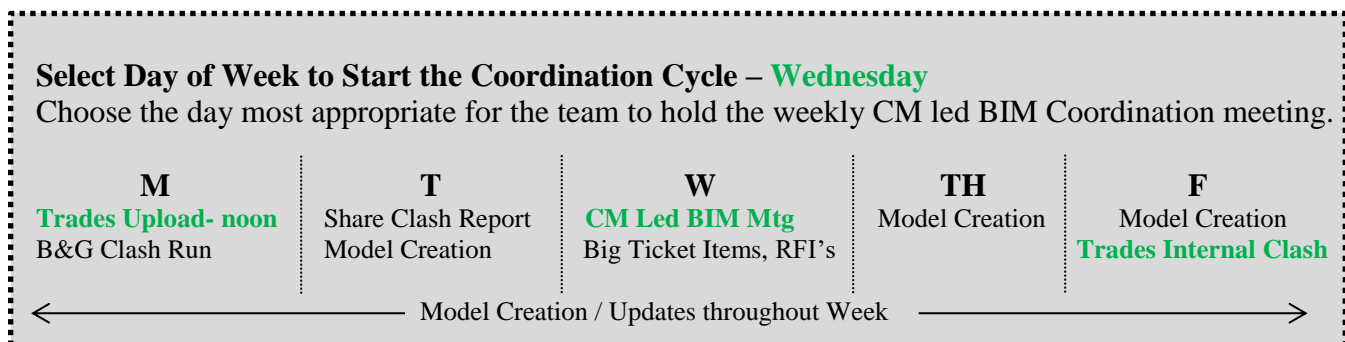 Select Day of Week to Start the Coordination Cycle – Wednesday
Choose the day most appropriate for the team to hold the weekly CM led BIM Coordination meeting.
M
Trades Upload- noon
B&G Clash Run
T
Share Clash Report
Model Creation
W
CM Led BIM Mtg
Big Ticket Items, RFI's
TH
Model Creation
F
Model Creation
Trades Internal Clash
Model Creation / Updates throughout Week